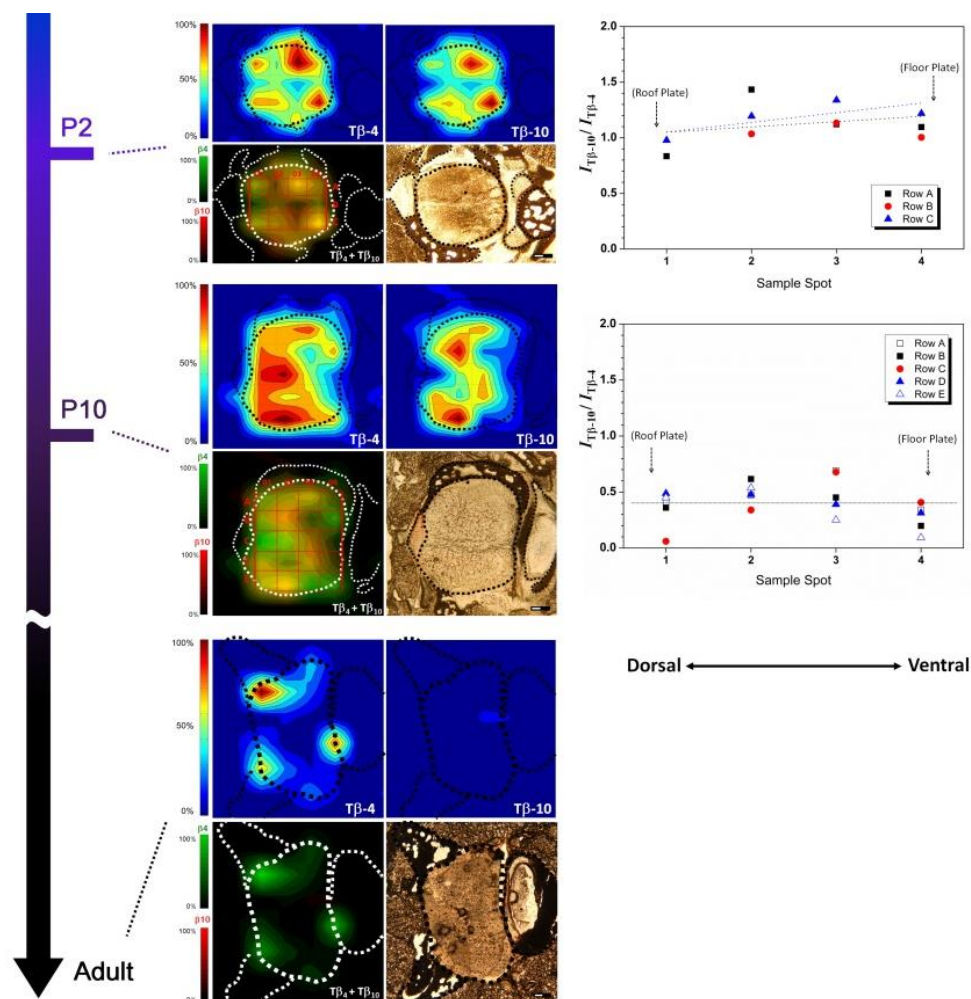 P2
100%
50%
0%
Tβ-4
Tβ-10
β4
100%
0%
β10
100%
0%
Tβ4 + Tβ10
2.0
1.5
1.0
0.5
0.0
ITβ-10/ ITβ-4
(Roof Plate)
(Floor Plate)
Row A
Row B
Row C
1 2 3 4
Sample Spot
P10
100%
50%
0%
Tβ-4
Tβ-10
β4
100%
0%
β10
100%
0%
Tβ4 + Tβ10
2.0
1.5
1.0
0.5
0.0
ITβ-10/ ITβ-4
(Roof Plate)
(Floor Plate)
Row A
Row B
Row C
Row D
Row E
1 2 3 4
Sample Spot
Dorsal
Ventral
100%
50%
0%
Tβ-4
Tβ-10
β4
100%
0%
β10
100%
0%
Tβ4 + Tβ10
Adult